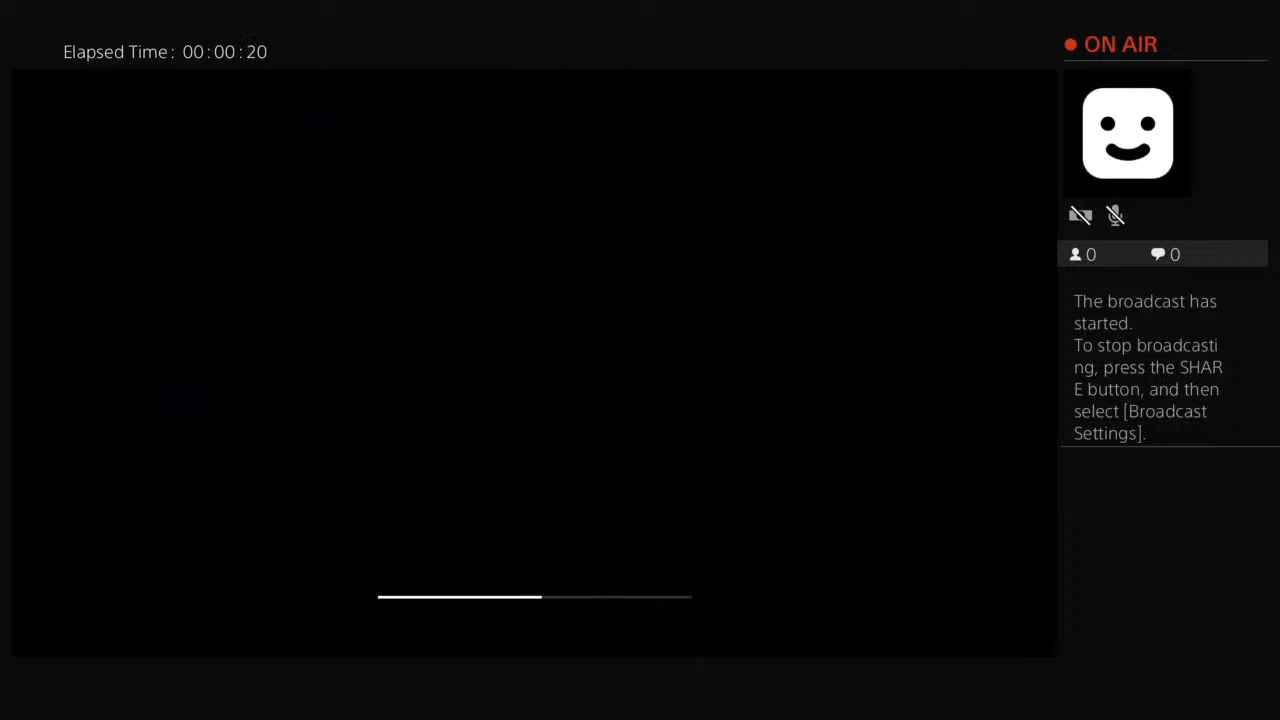 Elapsed Time: 00:00:20
ON AIR
0 0
The broadcast has
started.
To stop broadcasti
ng, press the SHAR
E button, and then
select [Broadcast
Settings].